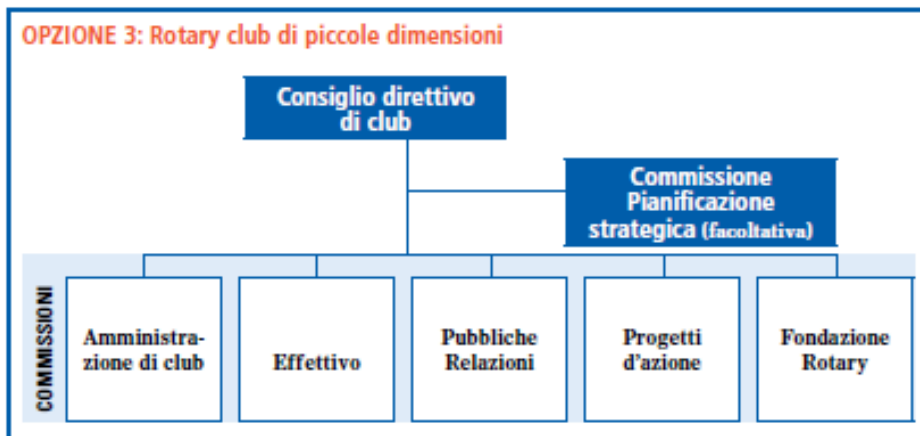 OPZIONE 3: Rotary club di piccole dimensioni
Consiglio direttivo
di club
Commissione
Pianificazione
strategica (facoltativa)
COMMISSIONI
Amministra-
zione di club
Effettivo
Pubbliche
Relazioni
Progetti
d'azione
Fondazione
Rotary